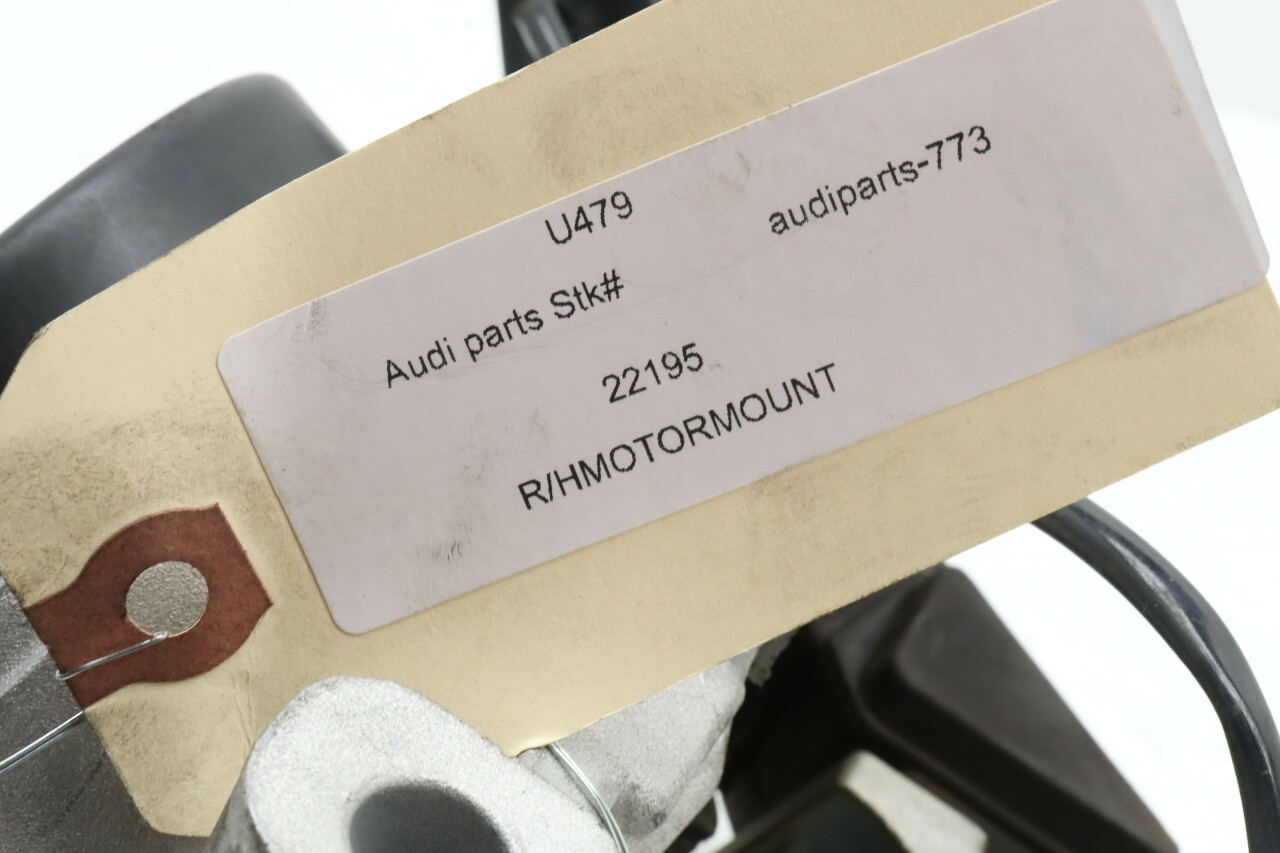 U479 audiparts-773
Audi parts Stk#
22195
R/HMOTORMOUNT